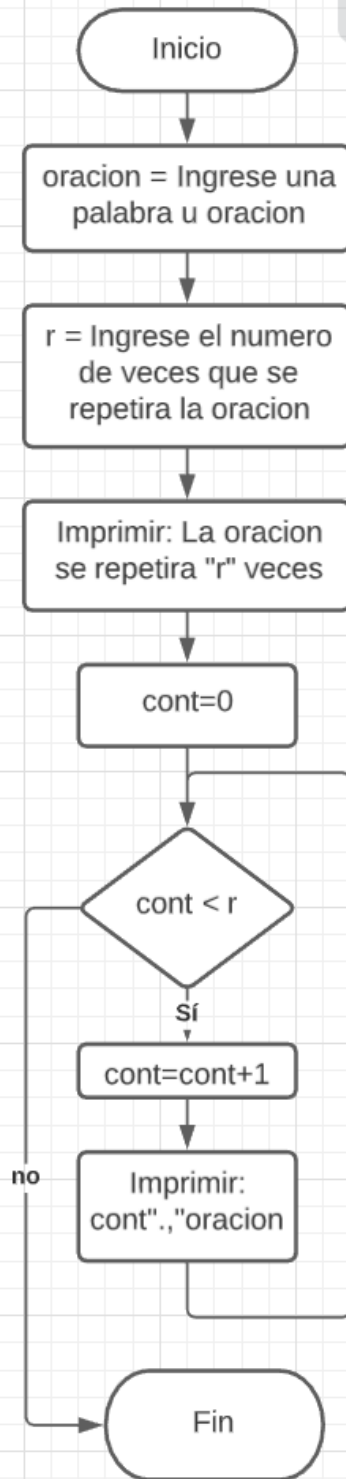 Inicio
oracion = Ingrese una
palabra u oracion
r = Ingrese el numero
de veces que se
repetira la oracion
Imprimir: La oracion
se repetira "r" veces
cont=0
cont < r
Sí
cont=cont+1
no
Imprimir:
cont".,"oracion
Fin